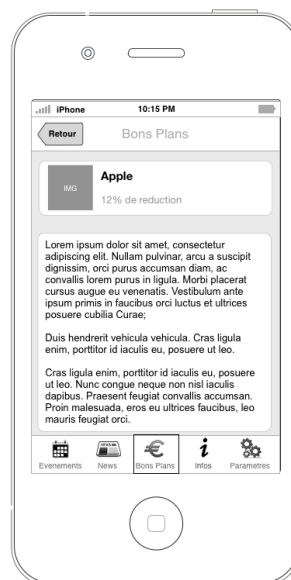 iPhone 10:15 PM
Retour Bons Plans
IMG
Apple
12% de reduction
Lorem ipsum dolor sit amet, consectetur
adipiscing elit. Nullam pulvinar, arcu a suscipit
dignissim, orci purus accumsan diam, ac
convallis lorem purus in ligula. Morbi placerat
cursus augue eu venenatis. Vestibulum ante
ipsum primis in faucibus orci luctus et ultrices
posuere cubilia Curae;
Duis hendrerit vehicula vehicula. Cras ligula
enim, porttitor id iaculis eu, posuere ut leo.
Cras ligula enim, porttitor id iaculis eu, posuere
ut leo. Nunc congue neque non nisl iaculis
dapibus. Praesent feugiat convallis accumsan.
Proin malesuada, eros eu ultrices faucibus, leo
mauris feugiat orci.
Evenements News Bons Plans Infos Parametres